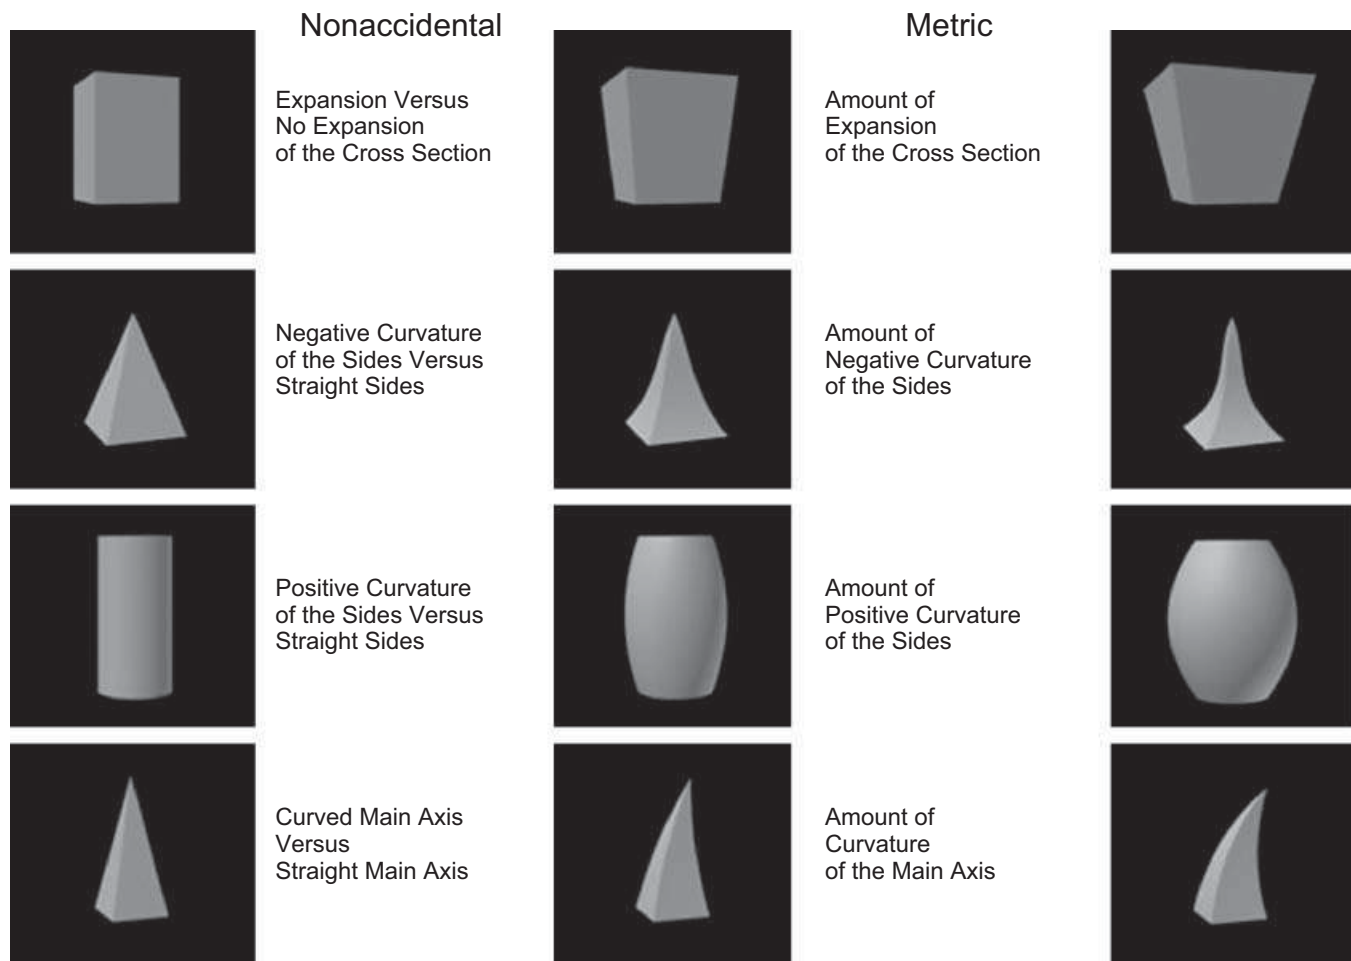 Nonaccidental
Metric
Expansion Versus
No Expansion
of the Cross Section
Amount of
Expansion
of the Cross Section
Negative Curvature
of the Sides Versus
Straight Sides
Amount of
Negative Curvature
of the Sides
Positive Curvature
of the Sides Versus
Straight Sides
Amount of
Positive Curvature
of the Sides
Curved Main Axis
Versus
Straight Main Axis
Amount of
Curvature
of the Main Axis